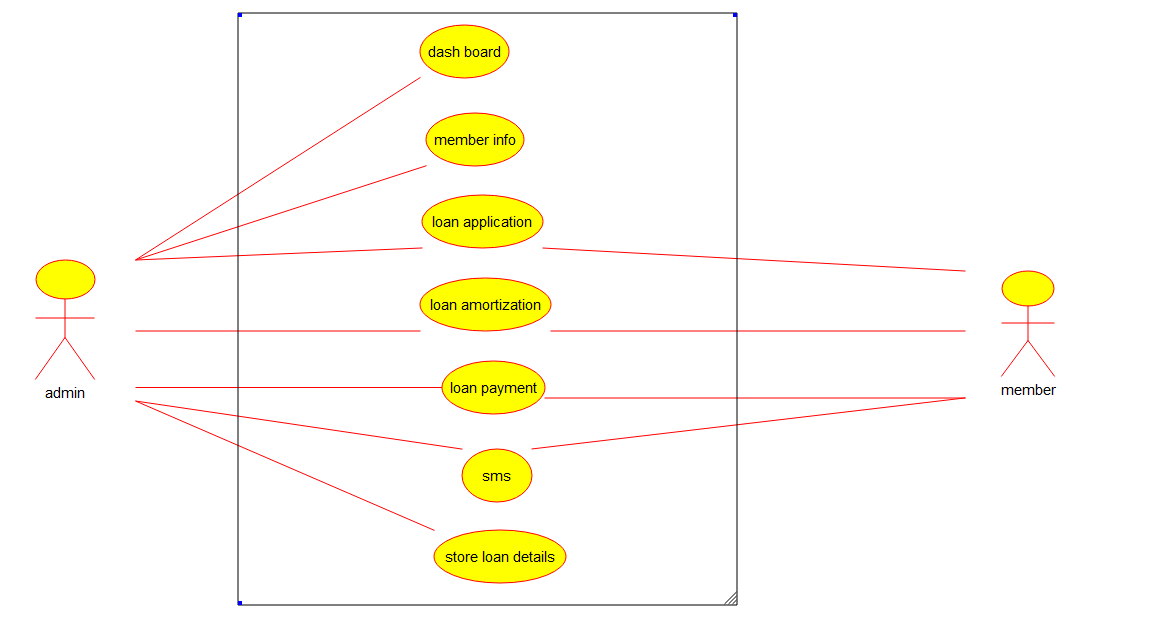 dash board
member info
loan application
loan amortization
admin
loan payment
member
sms
store loan details